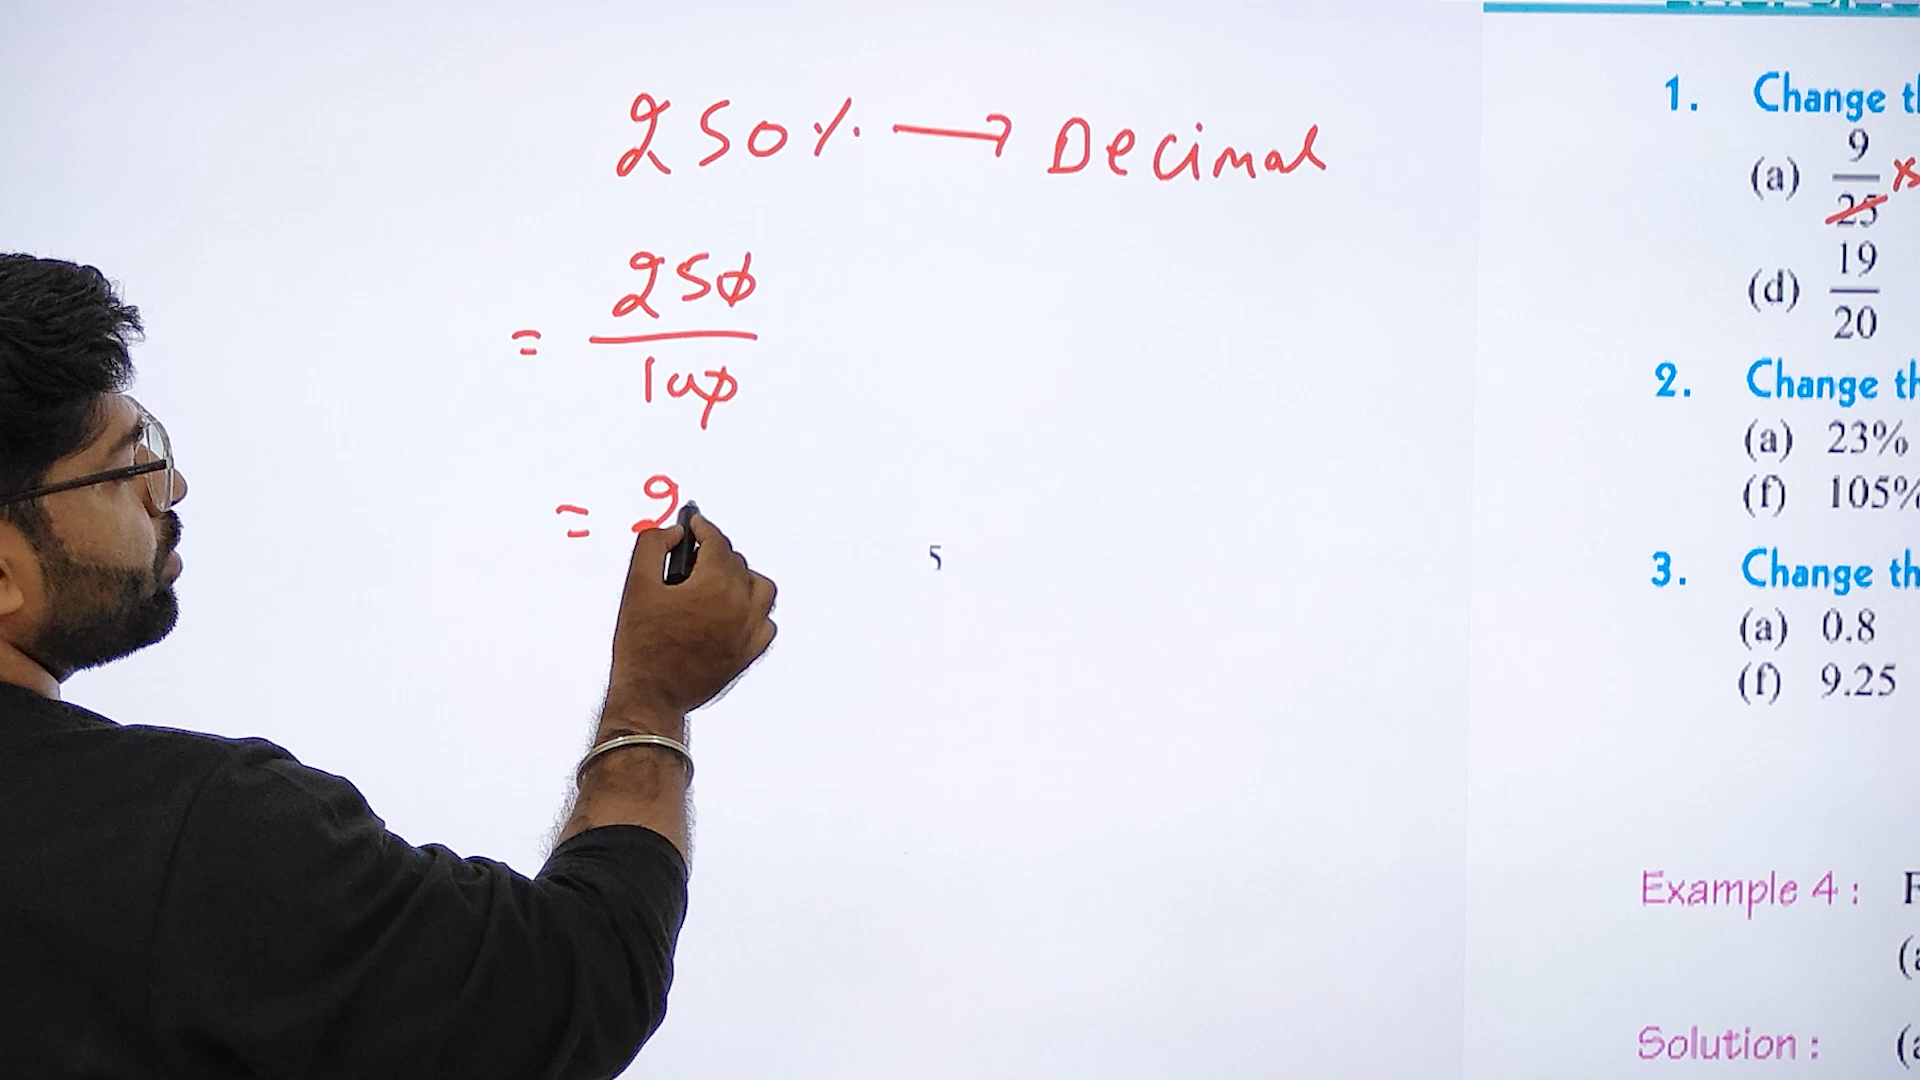 250% → Decimal
= 250
100
= 2
5
1. Change t
(a) 9/25 ×
(d) 19/20
2. Change th
(a) 23%
(f) 105%
3. Change th
(a) 0.8
(f) 9.25
Example 4 : F
(a
Solution : (a